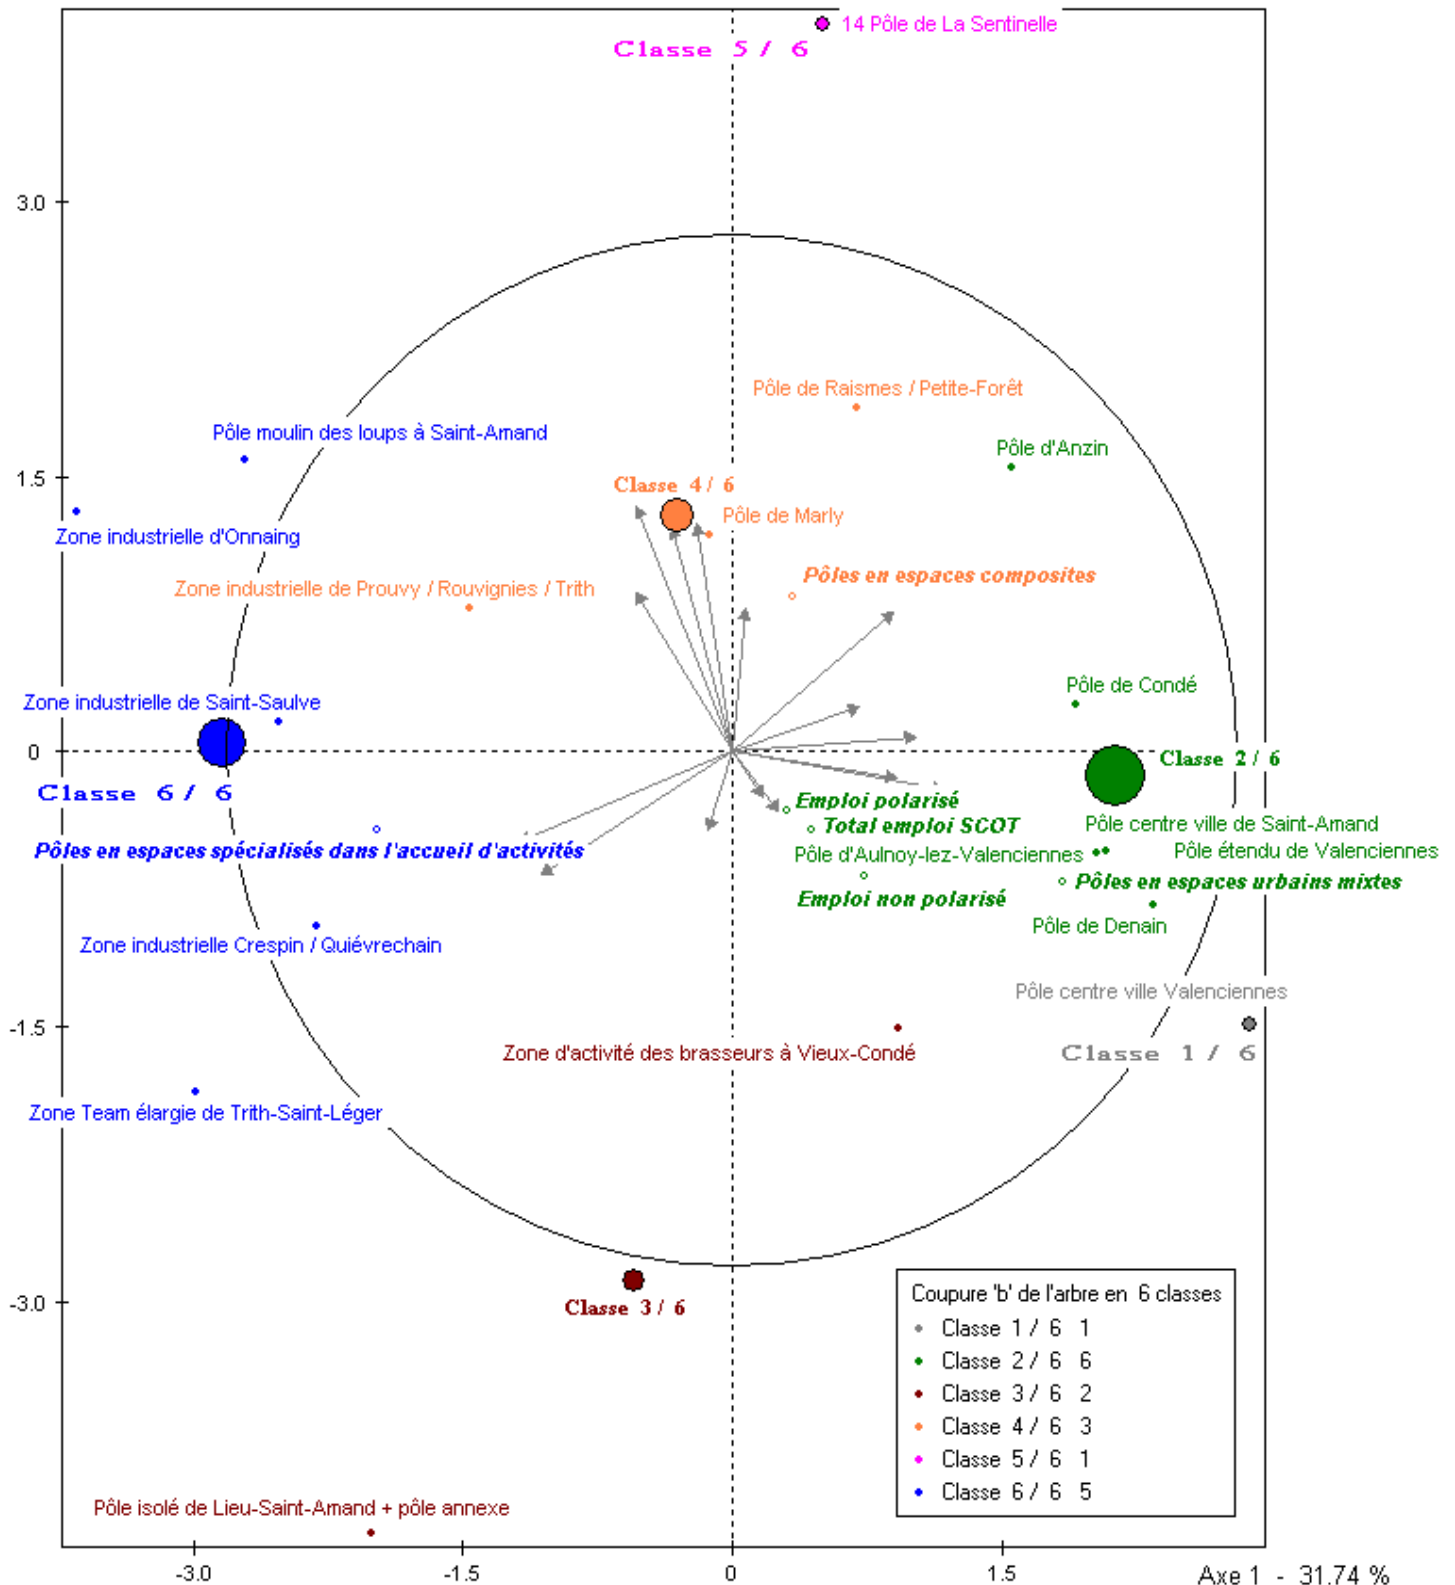 14 Pôle de La Sentinelle
Classe 5 / 6
3.0
Pôle de Raismes / Petite-Forêt
Pôle moulin des loups à Saint-Amand
Pôle d'Anzin
1.5
Classe 4 / 6
Pôle de Marly
Zone industrielle d'Onnaing
Pôles en espaces composites
Zone industrielle de Prouvy / Rouvignies / Trith
Pôle de Condé
Zone industrielle de Saint-Saulve
0
Classe 2 / 6
Classe 6 / 6
Emploi polarisé
Total emploi SCOT
Pôle centre ville de Saint-Amand
Pôles en espaces spécialisés dans l'accueil d'activités
Pôle d'Aulnoy-lez-Valenciennes
Pôle étendu de Valenciennes
Pôles en espaces urbains mixtes
Emploi non polarisé
Pôle de Denain
Zone industrielle Crespin / Quiévrechain
Pôle centre ville Valenciennes
-1.5
Zone d'activité des brasseurs à Vieux-Condé
Classe 1 / 6
Zone Team élargie de Trith-Saint-Léger
-3.0
Classe 3 / 6
Coupure 'b' de l'arbre en 6 classes
Classe 1 / 6 1
Classe 2 / 6 6
Classe 3 / 6 2
Classe 4 / 6 3
Classe 5 / 6 1
Classe 6 / 6 5
Pôle isolé de Lieu-Saint-Amand + pôle annexe
-3.0
-1.5
0
1.5
Axe 1 - 31.74 %